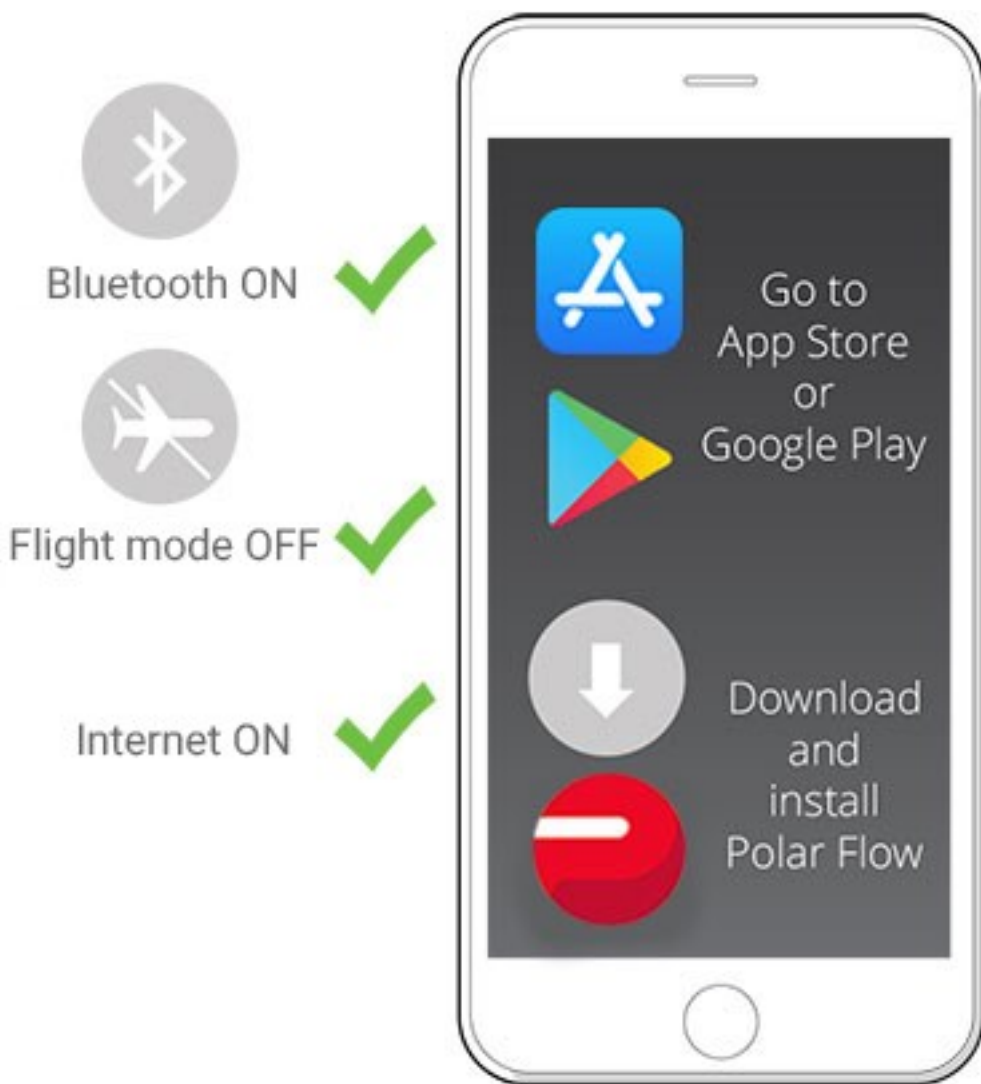 Bluetooth ON
Flight mode OFF
Internet ON
Go to
App Store
or
Google Play
Download
and
install
Polar Flow